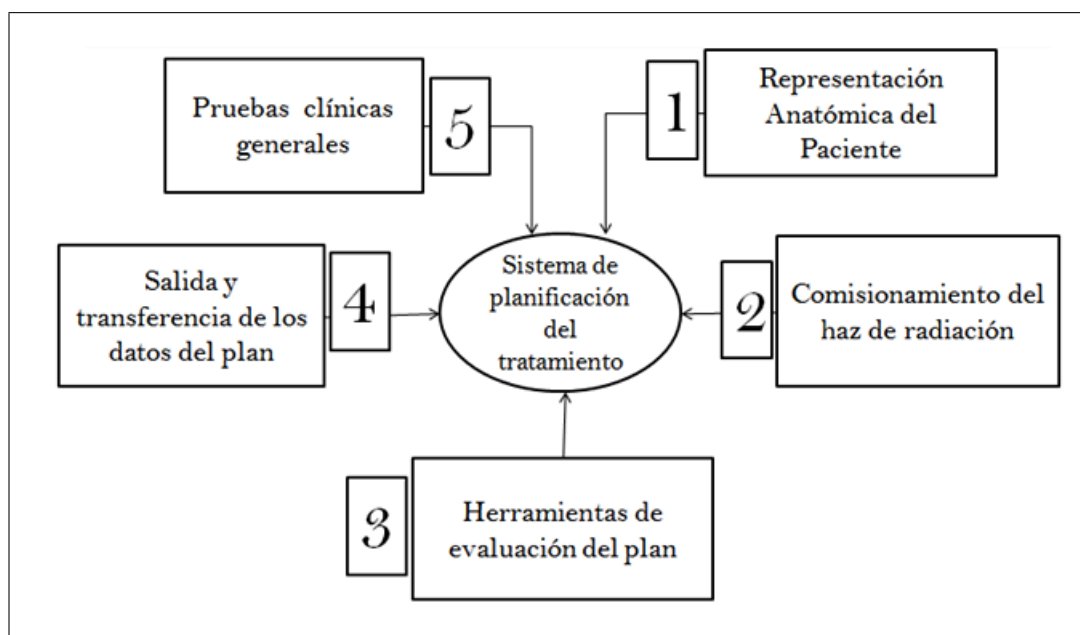 1
Representación
Anatómica del
Paciente
2
Comisionamiento del
haz de radiación
3
Herramientas de
evaluación del plan
4
Salida y
transferencia de los
datos del plan
5
Pruebas clínicas
generales
Sistema de
planificación
del
tratamiento